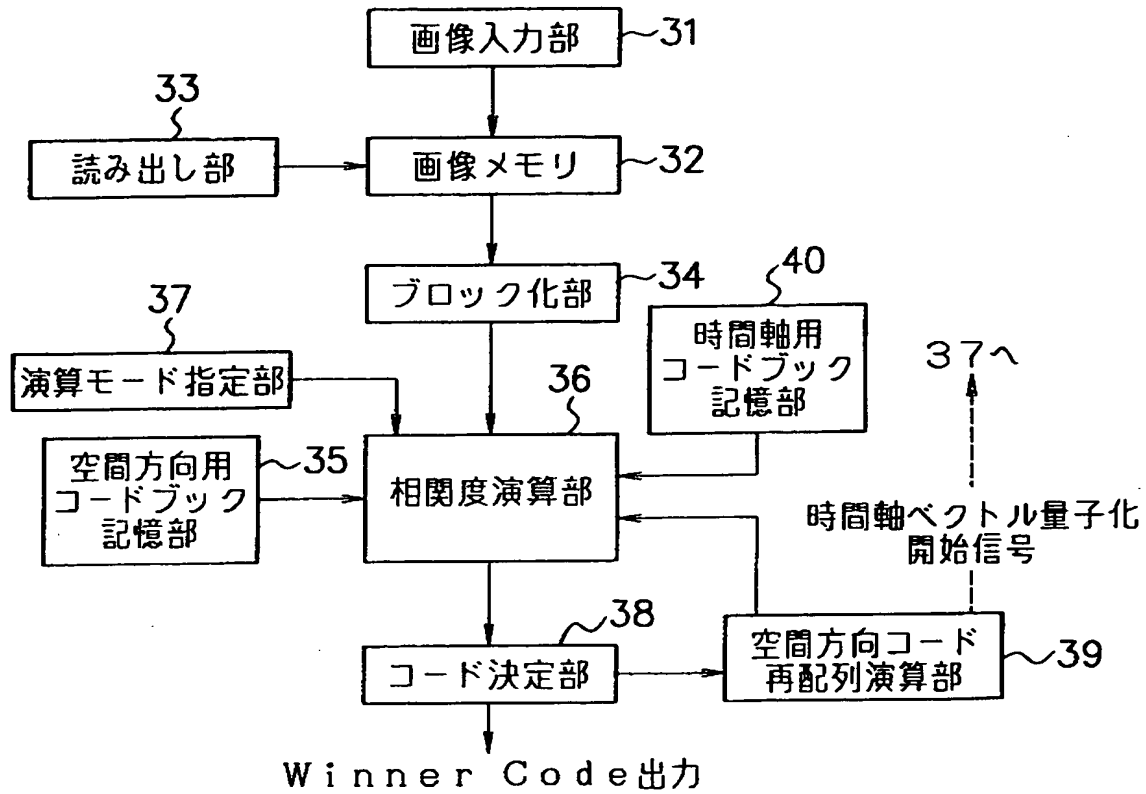 画像入力部
31
33
読み出し部
画像メモリ
32
ブロック化部
34
40
37
時間軸用
コードブック
記憶部
37へ
演算モード指定部
36
空間方向用
コードブック
記憶部
35
相関度演算部
時間軸ベクトル量子化
開始信号
38
コード決定部
空間方向コード
再配列演算部
39
Winner Code出力